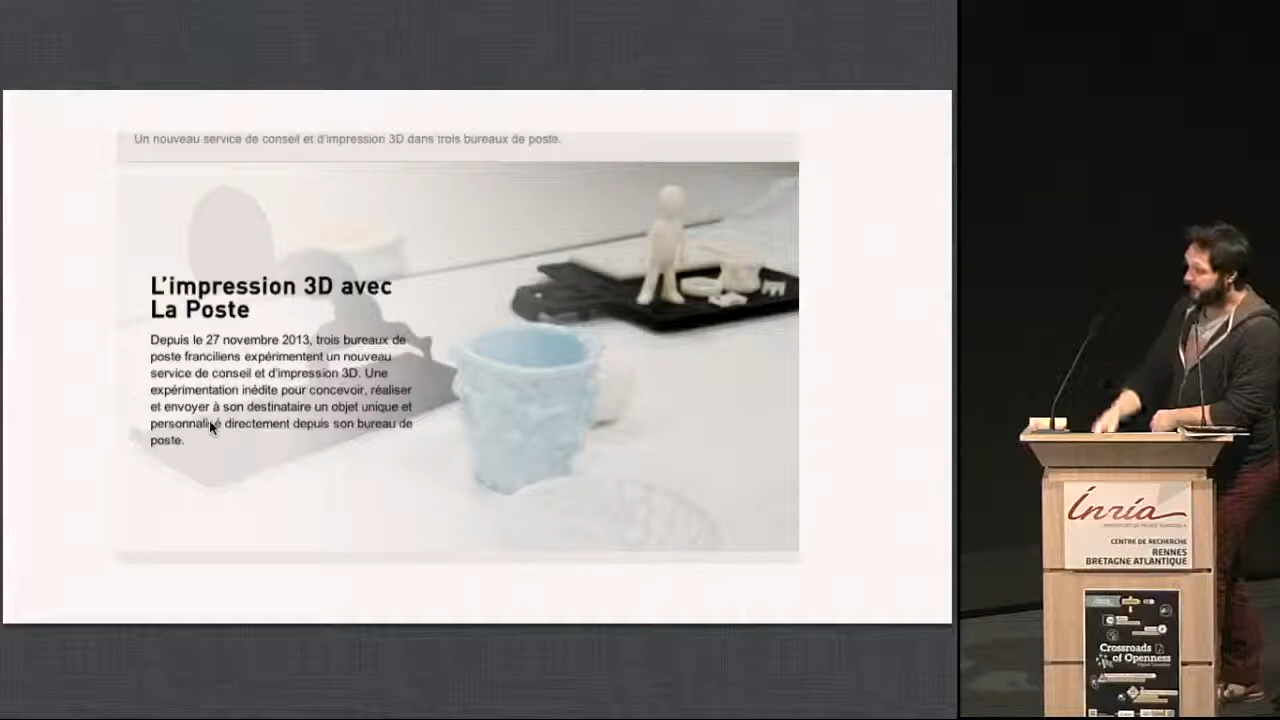 Un nouveau service de conseil et d'impression 3D dans trois bureaux de poste.
L'impression 3D avec
La Poste
Depuis le 27 novembre 2013, trois bureaux de
poste franciliens expérimentent un nouveau
service de conseil et d'impression 3D. Une
expérimentation inédite pour concevoir, réaliser
et envoyer à son destinataire un objet unique et
personnalisé directement depuis son bureau de
poste.
Inria
CENTRE DE RECHERCHE
RENNES
BRETAGNE ATLANTIQUE
Crossroads
of Openness